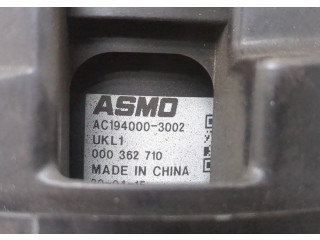 ASMO
AC194000-3002
UKL1
000 362 710
MADE IN CHINA